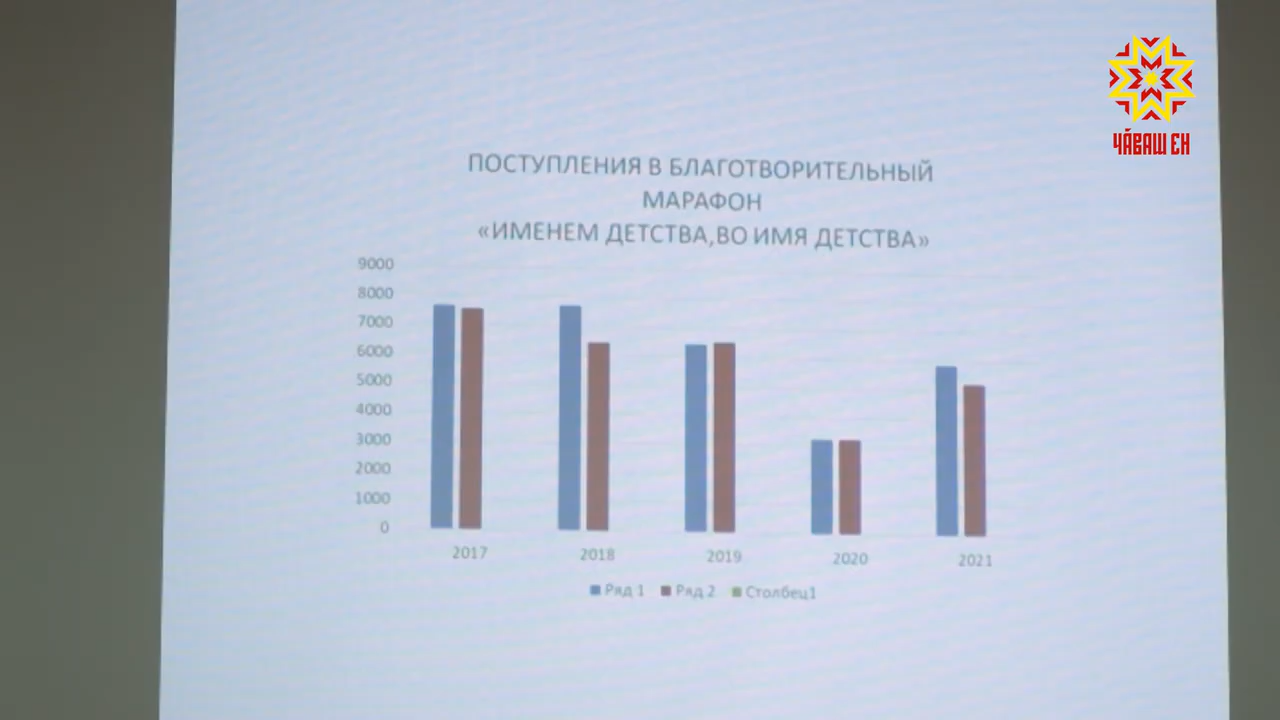 ЧӐВАШ ЕН
ПОСТУПЛЕНИЯ В БЛАГОТВОРИТЕЛЬНЫЙ
МАРАФОН
«ИМЕНЕМ ДЕТСТВА,ВО ИМЯ ДЕТСТВА»
9000
8000
7000
6000
5000
4000
3000
2000
1000
0
2017 2018 2019 2020 2021
Ряд 1 Ряд 2 Столбец1